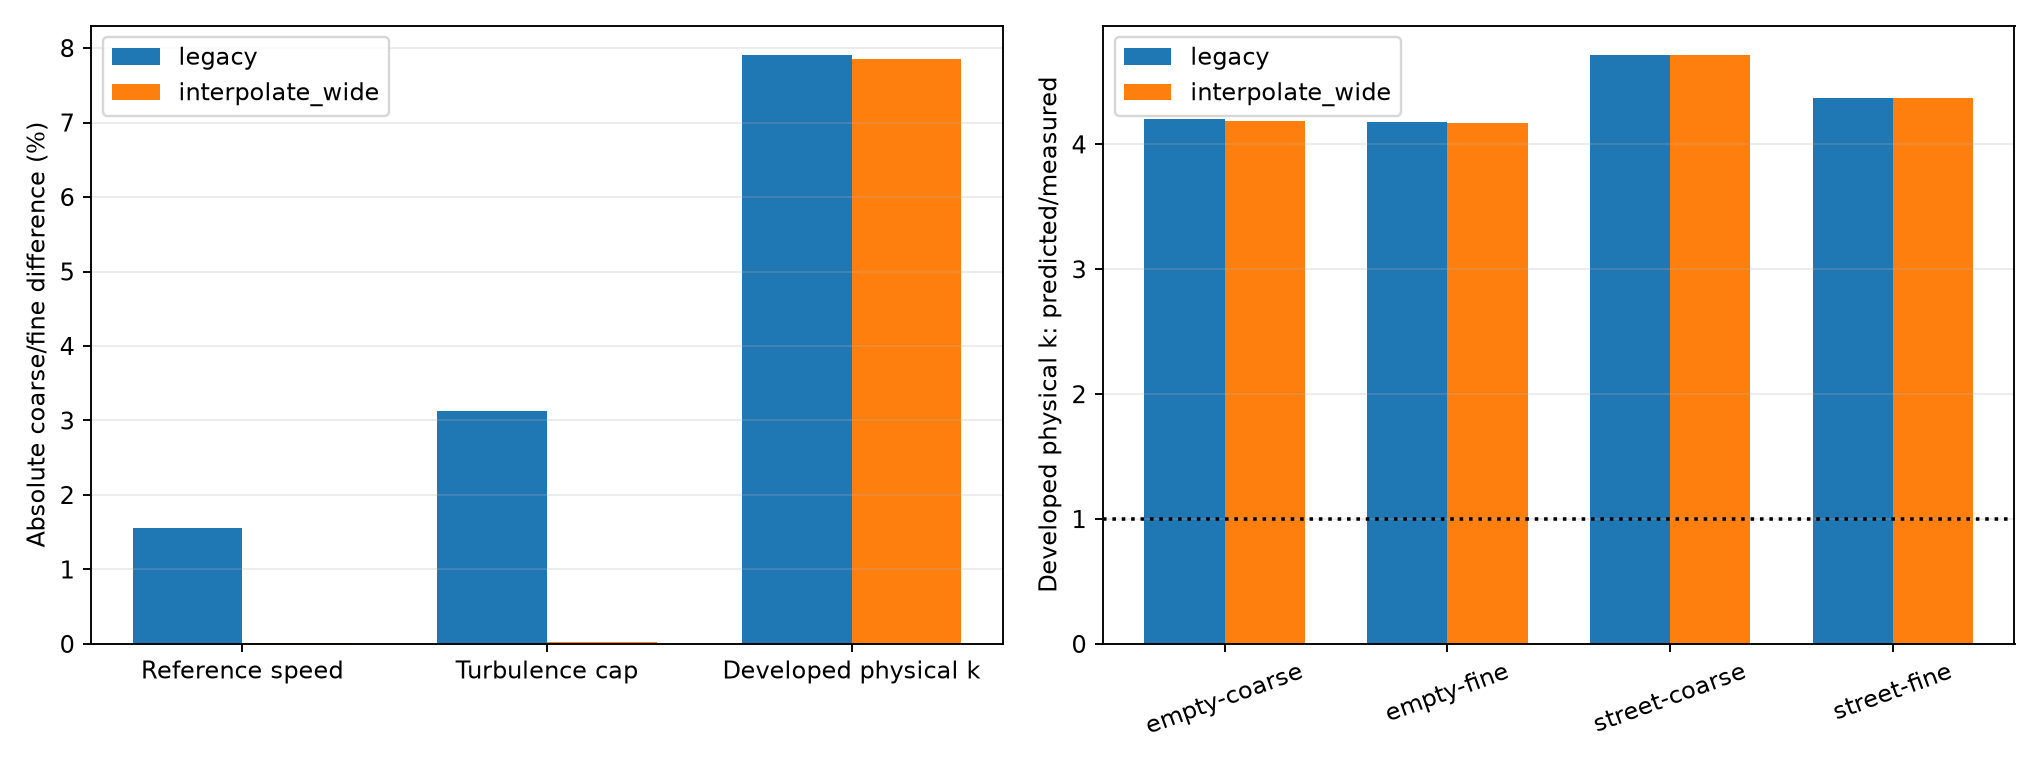 Absolute coarse/fine difference (%)
8
7
6
5
4
3
2
1
0
legacy
interpolate_wide
Reference speed
Turbulence cap
Developed physical k
Developed physical k: predicted/measured
4
3
2
1
0
legacy
interpolate_wide
empty-coarse
empty-fine
street-coarse
street-fine